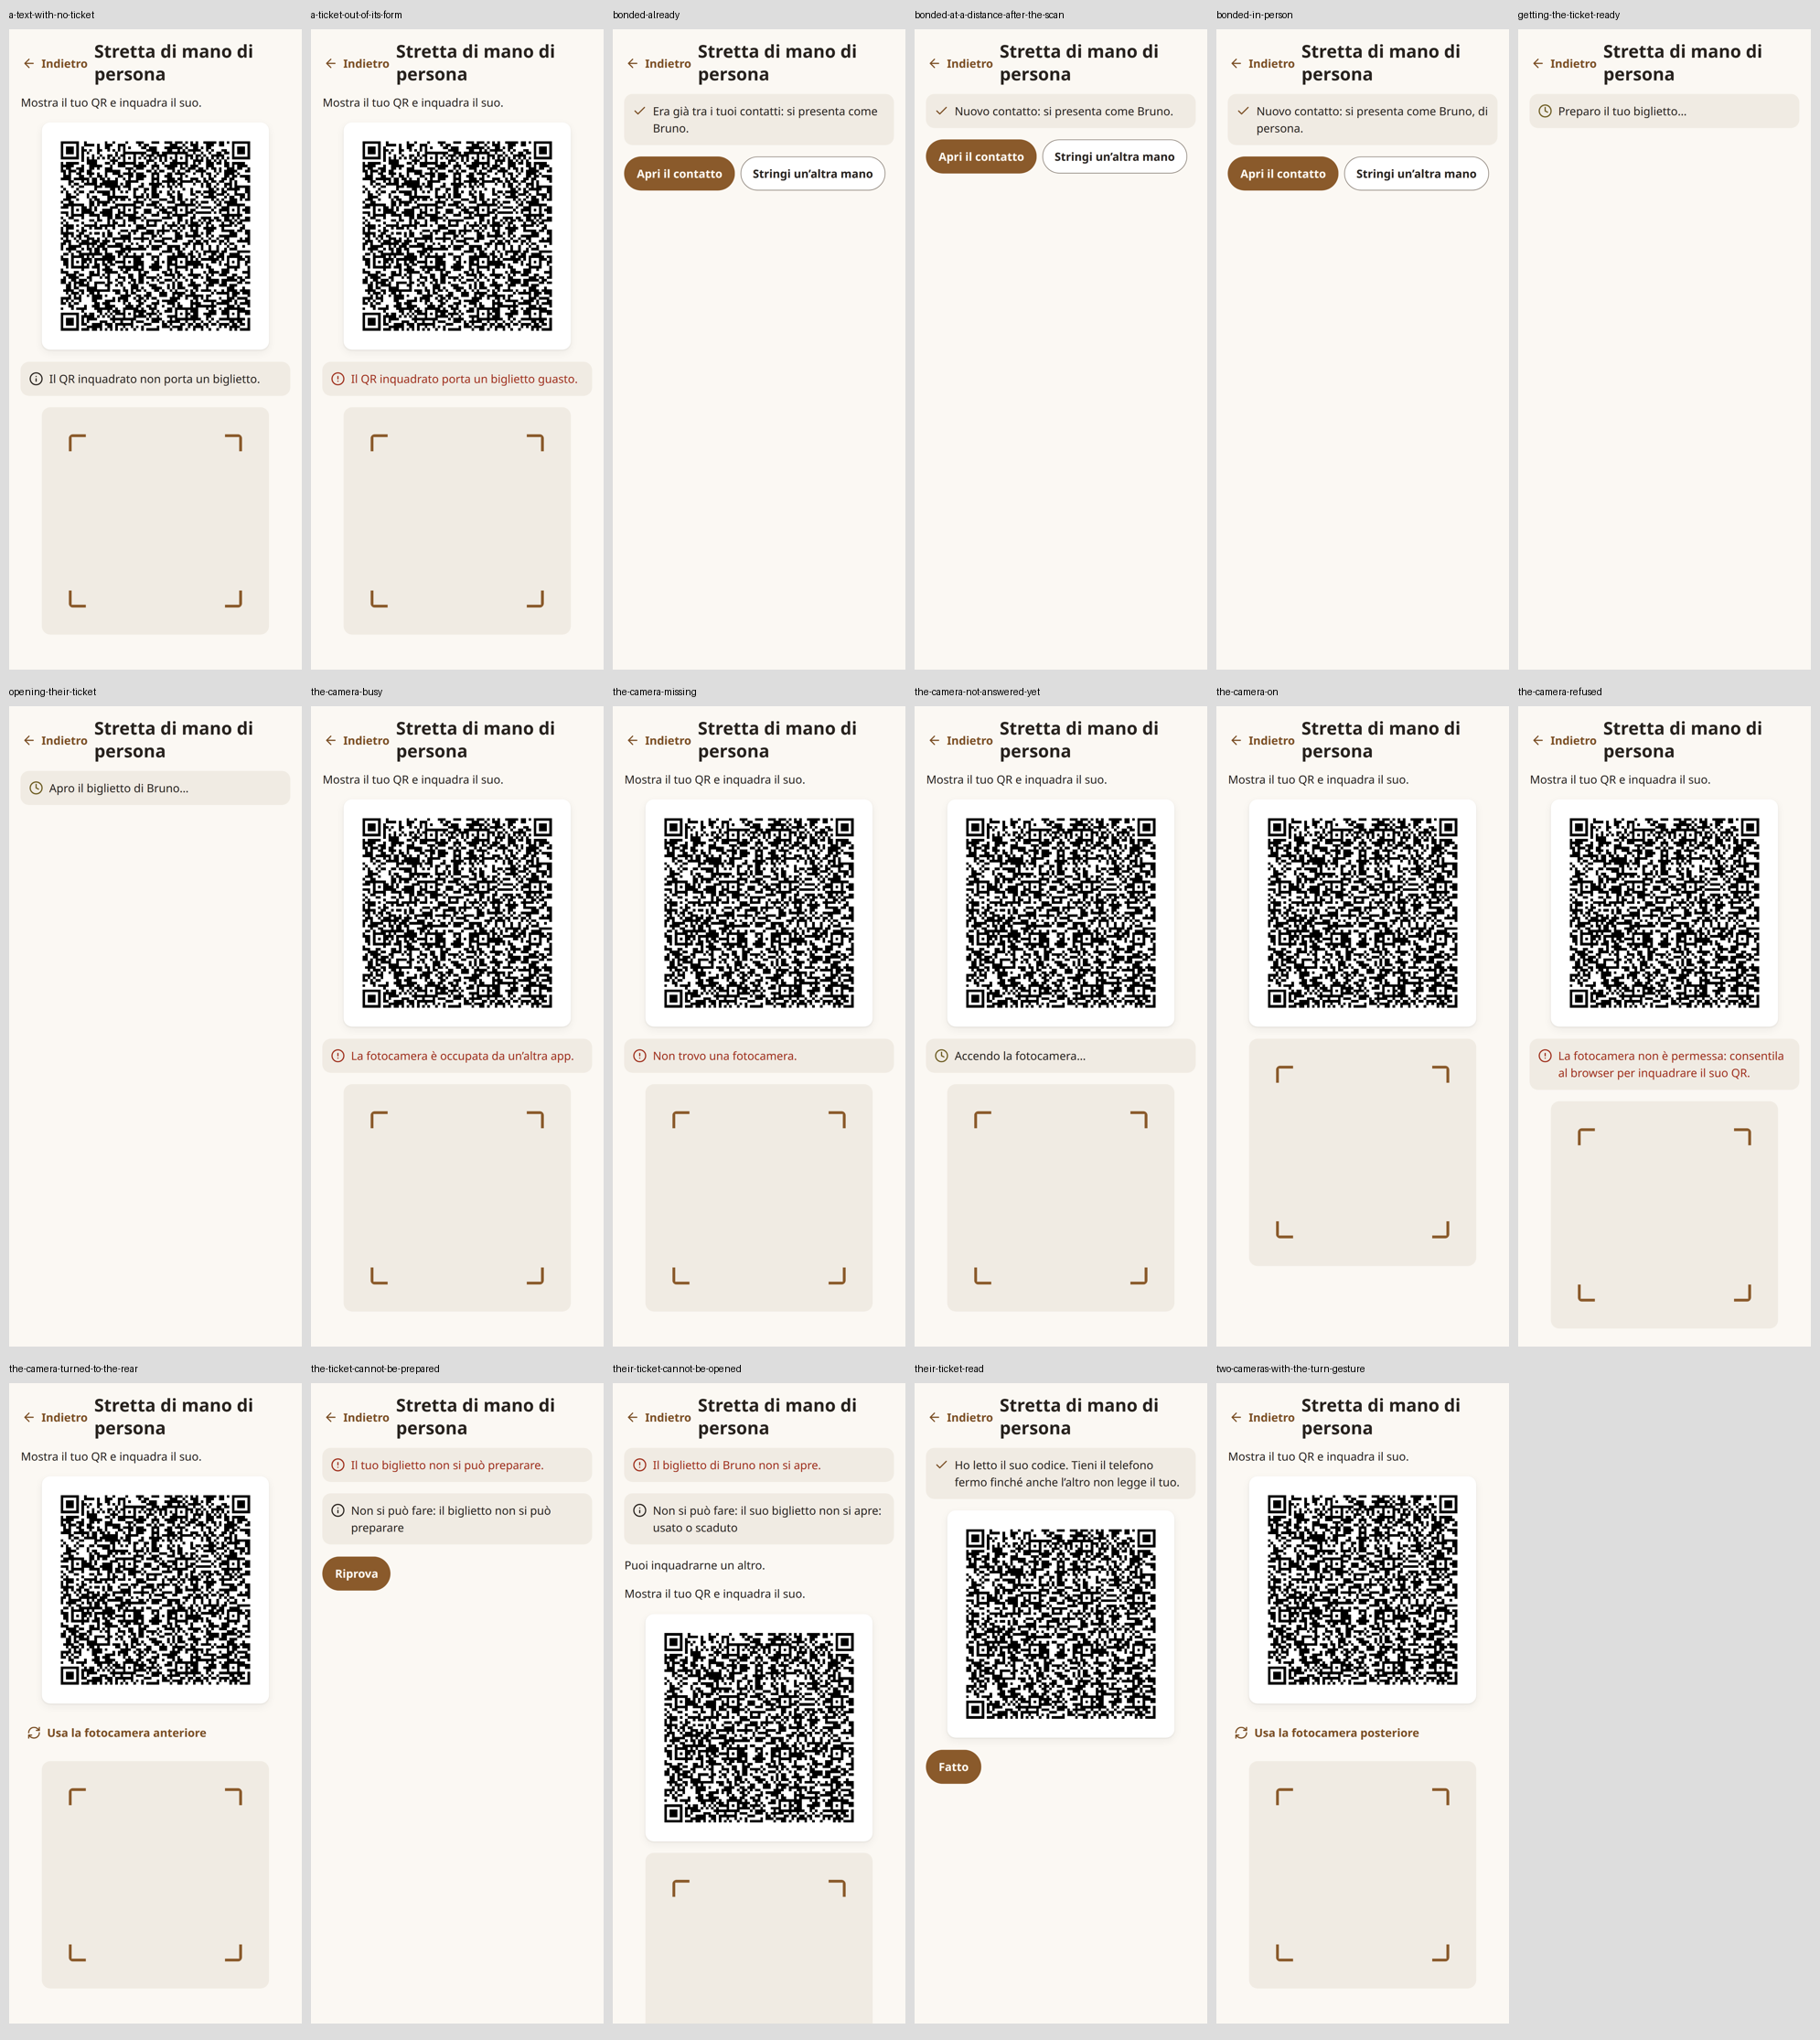 a-text-with-no-ticket
Indietro
Stretta di mano di
persona
Mostra il tuo QR e inquadra il suo.
Il QR inquadrato non porta un biglietto.
a-ticket-out-of-its-form
Indietro
Stretta di mano di
persona
Mostra il tuo QR e inquadra il suo.
Il QR inquadrato porta un biglietto guasto.
bonded-already
Indietro
Stretta di mano di
persona
Era già tra i tuoi contatti: si presenta come
Bruno.
Apri il contatto
Stringi un’altra mano
bonded-at-a-distance-after-the-scan
Indietro
Stretta di mano di
persona
Nuovo contatto: si presenta come Bruno.
Apri il contatto
Stringi un’altra mano
bonded-in-person
Indietro
Stretta di mano di
persona
Nuovo contatto: si presenta come Bruno, di
persona.
Apri il contatto
Stringi un’altra mano
getting-the-ticket-ready
Indietro
Stretta di mano di
persona
Preparo il tuo biglietto…
opening-their-ticket
Indietro
Stretta di mano di
persona
Apro il biglietto di Bruno…
the-camera-busy
Indietro
Stretta di mano di
persona
Mostra il tuo QR e inquadra il suo.
La fotocamera è occupata da un’altra app.
the-camera-missing
Indietro
Stretta di mano di
persona
Mostra il tuo QR e inquadra il suo.
Non trovo una fotocamera.
the-camera-not-answered-yet
Indietro
Stretta di mano di
persona
Mostra il tuo QR e inquadra il suo.
Accendo la fotocamera…
the-camera-on
Indietro
Stretta di mano di
persona
Mostra il tuo QR e inquadra il suo.
the-camera-refused
Indietro
Stretta di mano di
persona
Mostra il tuo QR e inquadra il suo.
La fotocamera non è permessa: consentila
al browser per inquadrare il suo QR.
the-camera-turned-to-the-rear
Indietro
Stretta di mano di
persona
Mostra il tuo QR e inquadra il suo.
Usa la fotocamera anteriore
the-ticket-cannot-be-prepared
Indietro
Stretta di mano di
persona
Il tuo biglietto non si può preparare.
Non si può fare: il biglietto non si può
preparare
Riprova
their-ticket-cannot-be-opened
Indietro
Stretta di mano di
persona
Il biglietto di Bruno non si apre.
Non si può fare: il suo biglietto non si apre:
usato o scaduto
Puoi inquadrarne un altro.
Mostra il tuo QR e inquadra il suo.
their-ticket-read
Indietro
Stretta di mano di
persona
Ho letto il suo codice. Tieni il telefono
fermo finché anche l’altro non legge il tuo.
Fatto
two-cameras-with-the-turn-gesture
Indietro
Stretta di mano di
persona
Mostra il tuo QR e inquadra il suo.
Usa la fotocamera posteriore